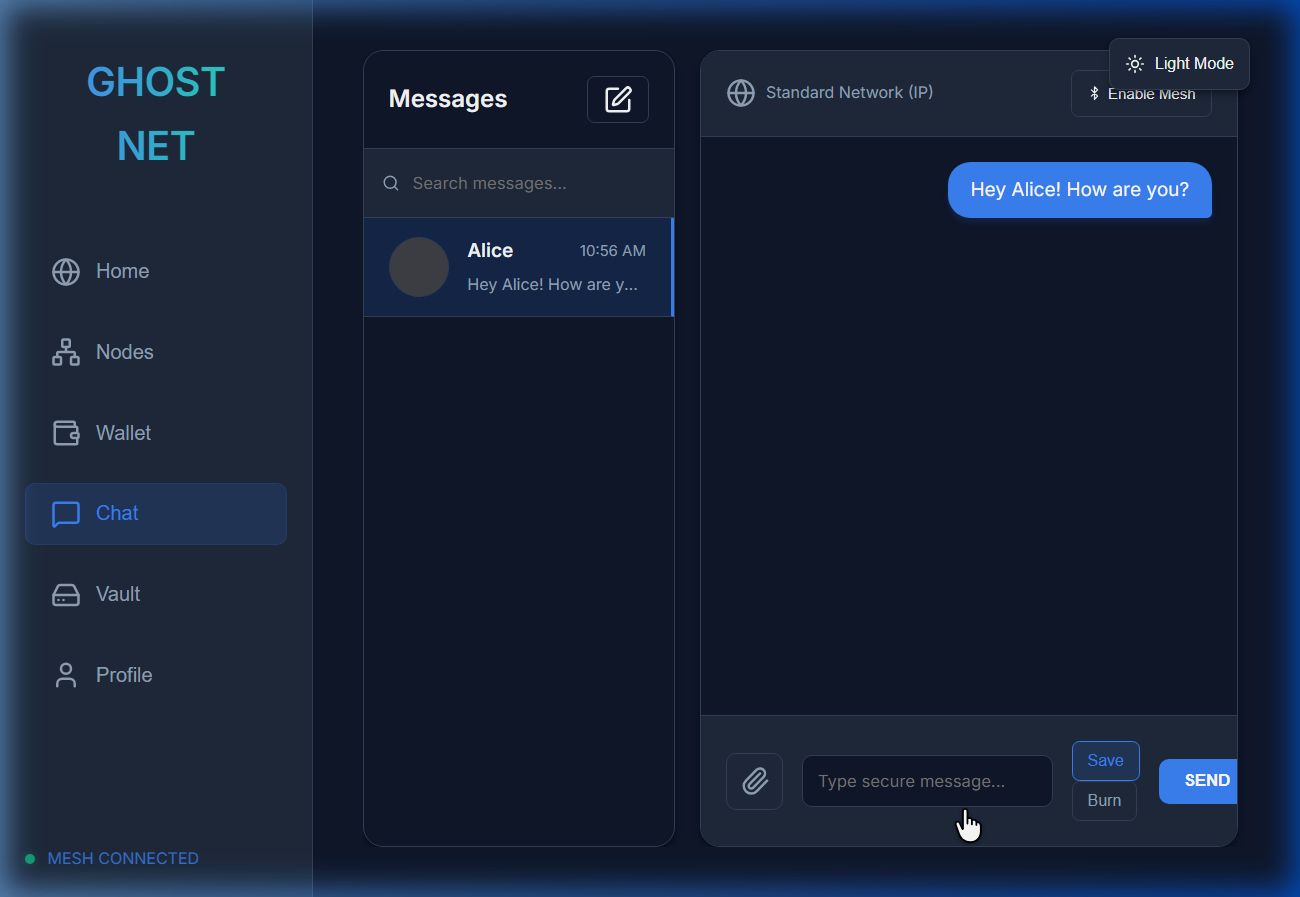 GHOST
NET
Home
Nodes
Wallet
Chat
Vault
Profile
MESH CONNECTED
Messages
Search messages...
Alice
10:56 AM
Hey Alice! How are y...
Standard Network (IP)
Light Mode
Enable Mesh
Hey Alice! How are you?
Type secure message...
Save
Burn
SEND